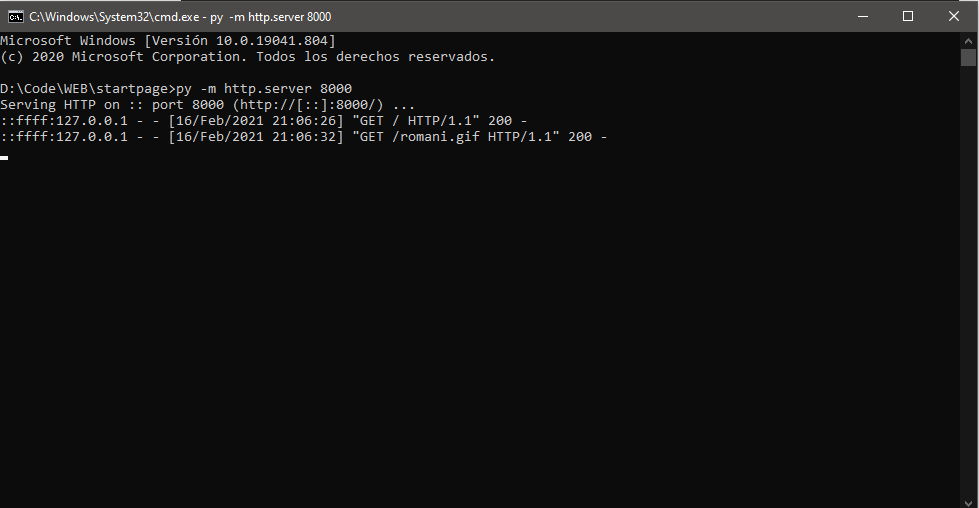 C:\Windows\System32\cmd.exe - py -m http.server 8000
Microsoft Windows [Versión 10.0.19041.804]
(c) 2020 Microsoft Corporation. Todos los derechos reservados.
D:\Code\WEB\startpage>py -m http.server 8000
Serving HTTP on :: port 8000 (http://[::]:8000/) ...
::ffff:127.0.0.1 - - [16/Feb/2021 21:06:26] "GET / HTTP/1.1" 200 -
::ffff:127.0.0.1 - - [16/Feb/2021 21:06:32] "GET /romani.gif HTTP/1.1" 200 -